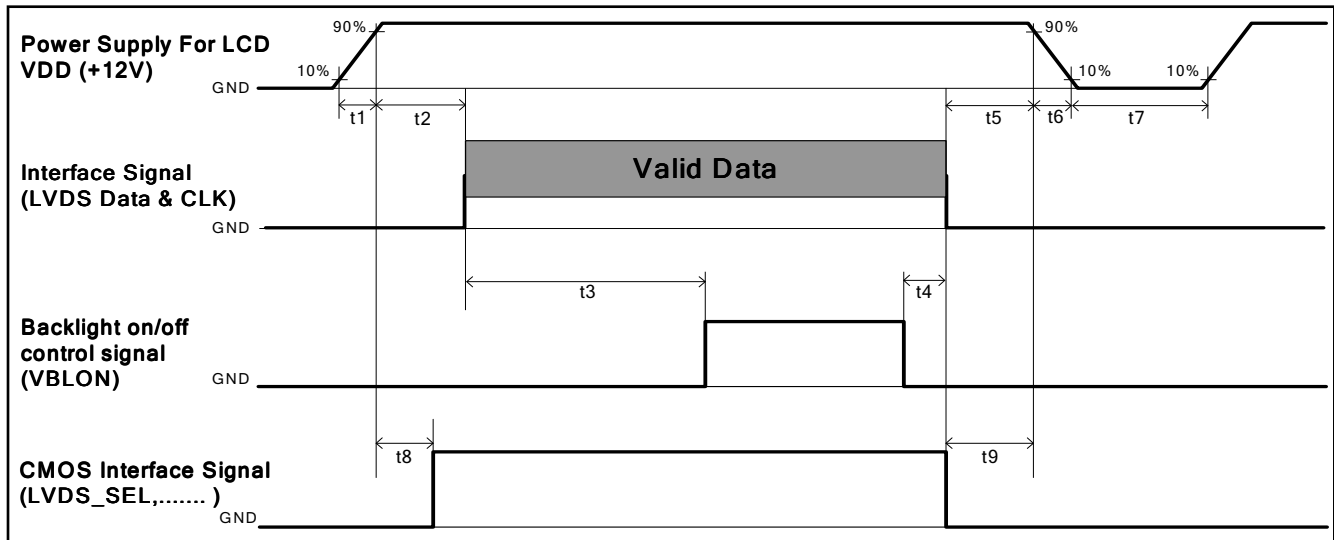 90%
90%
Power Supply For LCD
VDD (+12V)
10%
10%
10%
GND
t1
t2
t5
t6
t7
Valid Data
Interface Signal
(LVDS Data & CLK)
GND
t3
t4
Backlight on/off
control signal
(VBLON)
GND
t8
t9
CMOS Interface Signal
(LVDS_SEL,....... )
GND